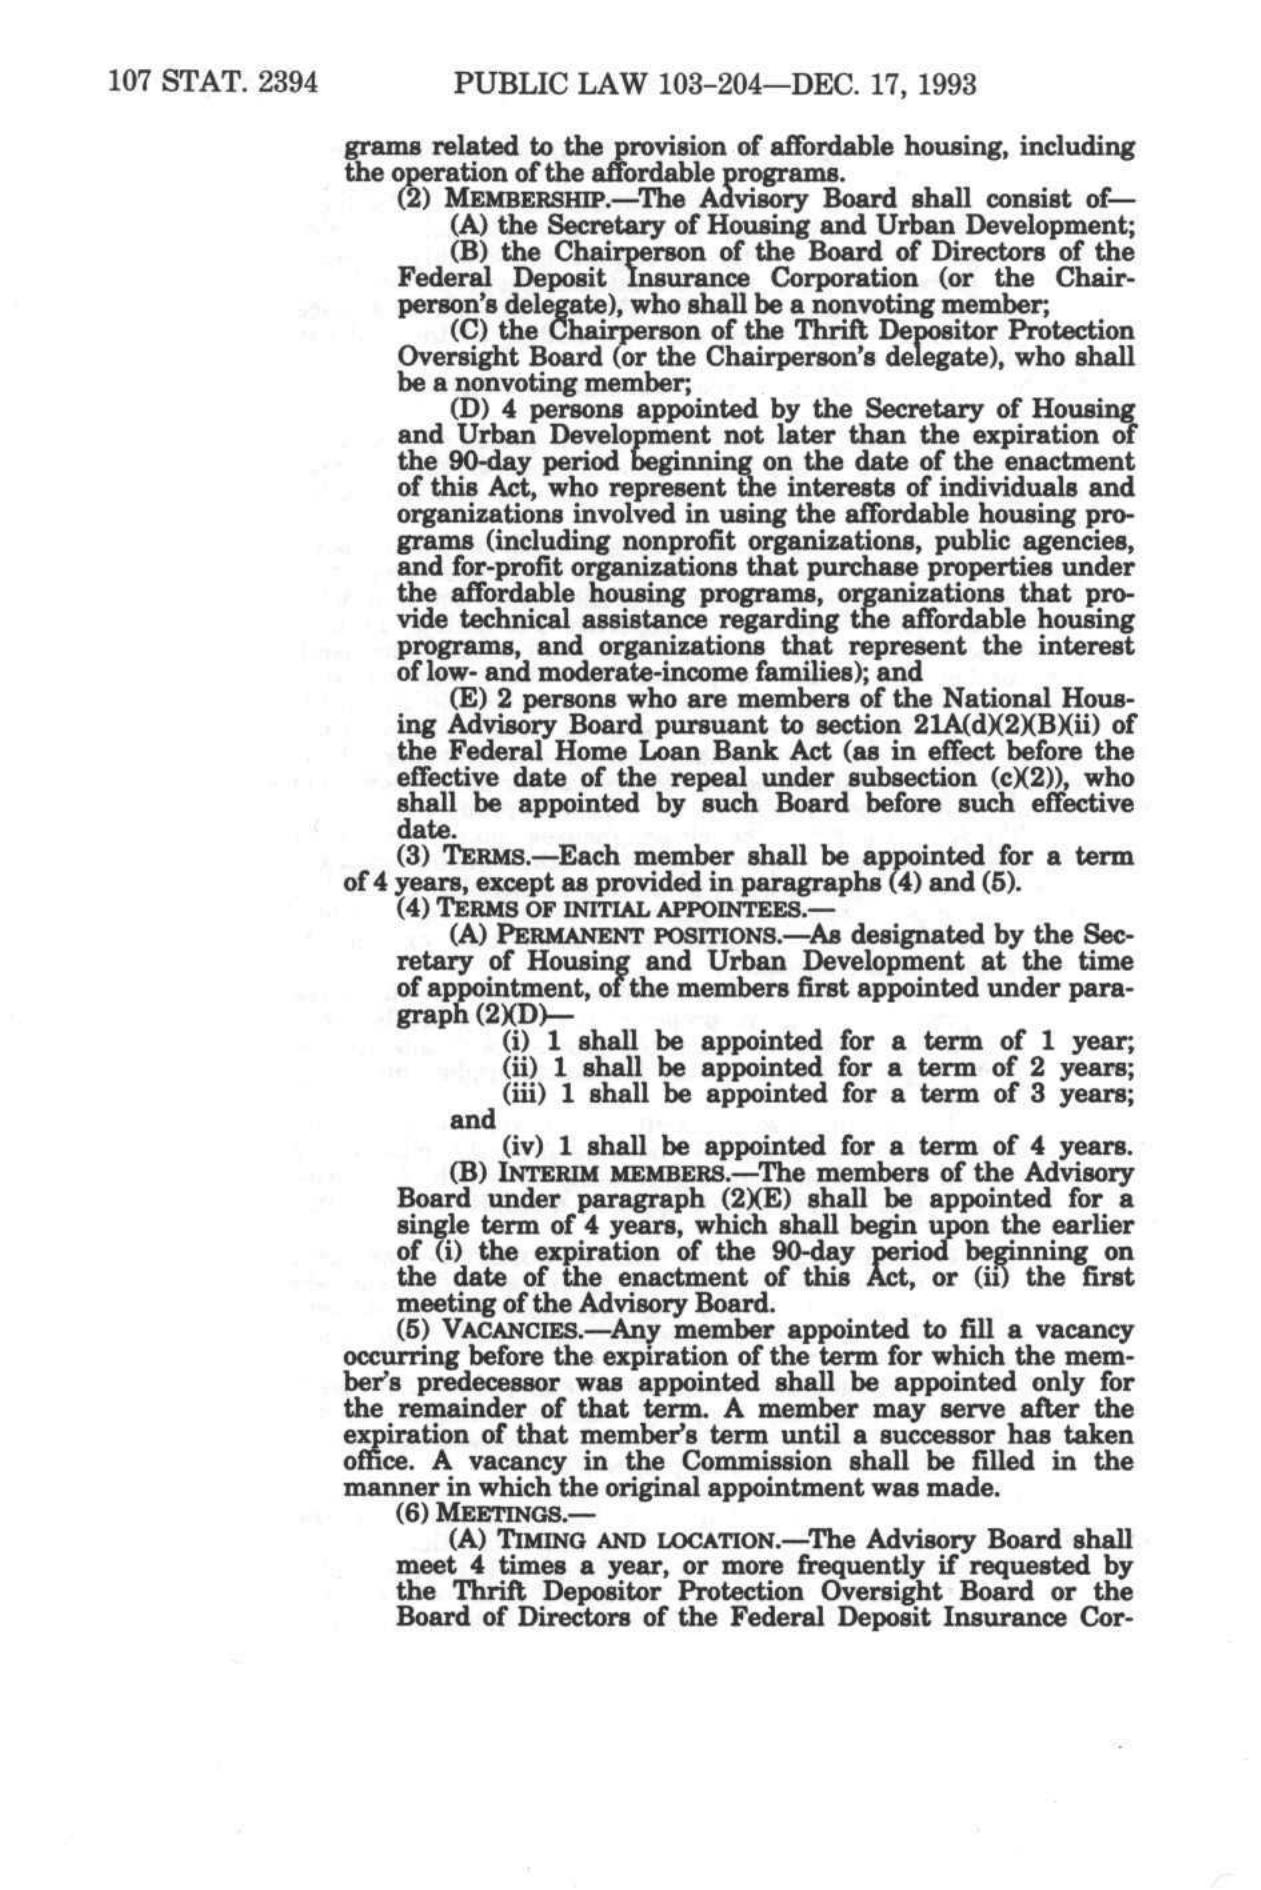 107 STAT. 2394 PUBLIC LAW 103-204—DEC. 17, 1993
grams related to the provision of affordable housing, including
the operation of the affordable programs.
(2) MEMBERSHIP.—The Advisory Board shall consist of—
(A) the Secretary of Housing and Urban Development;
(B) the Chairperson of the Board of Directors of the
Federal Deposit Insurance Corporation (or the Chair-
person's delegate), who shall be a nonvoting member;
(C) the Chairperson of the Thrift Depositor Protection
Oversight Board (or the Chairperson's delegate), who shall
be a nonvoting member;
(D) 4 persons appointed by the Secretary of Housing
and Urban Development not later than the expiration of
the 90-day period beginning on the date of the enactment
of this Act, who represent the interests of individuals and
organizations involved in using the affordable housing pro-
grams (including nonprofit organizations, public agencies,
and for-profit organizations that purchase properties under
the affordable housing programs, organizations that pro-
vide technical assistance regarding the affordable housing
programs, and organizations that represent the interest
of low- and moderate-income families); and
(E) 2 persons who are members of the National Hous-
ing Advisory Board pursuant to section 21A(d)(2)(B)(ii) of
the Federal Home Loan Bank Act (as in effect before the
effective date of the repeal under subsection (c)(2)), who
shall be appointed by such Board before such effective
date.
(3) TERMS.—Each member shall be appointed for a term
of 4 years, except as provided in paragraphs (4) and (5).
(4) TERMS OF INITIAL APPOINTEES.—
(A) PERMANENT POSITIONS.—As designated by the Sec-
retary of Housing and Urban Development at the time
of appointment, of the members first appointed under para-
graph (2)(D)—
(i) 1 shall be appointed for a term of 1 year;
(ii) 1 shall be appointed for a term of 2 years;
(iii) 1 shall be appointed for a term of 3 years;
and
(iv) 1 shall be appointed for a term of 4 years.
(B) INTERIM MEMBERS.—The members of the Advisory
Board under paragraph (2)(E) shall be appointed for a
single term of 4 years, which shall begin upon the earlier
of (i) the expiration of the 90-day period beginning on
the date of the enactment of this Act, or (ii) the first
meeting of the Advisory Board.
(5) VACANCIES.—Any member appointed to fill a vacancy
occurring before the expiration of the term for which the mem-
ber's predecessor was appointed shall be appointed only for
the remainder of that term. A member may serve after the
expiration of that member's term until a successor has taken
office. A vacancy in the Commission shall be filled in the
manner in which the original appointment was made.
(6) MEETINGS.—
(A) TIMING AND LOCATION.—The Advisory Board shall
meet 4 times a year, or more frequently if requested by
the Thrift Depositor Protection Oversight Board or the
Board of Directors of the Federal Deposit Insurance Cor-